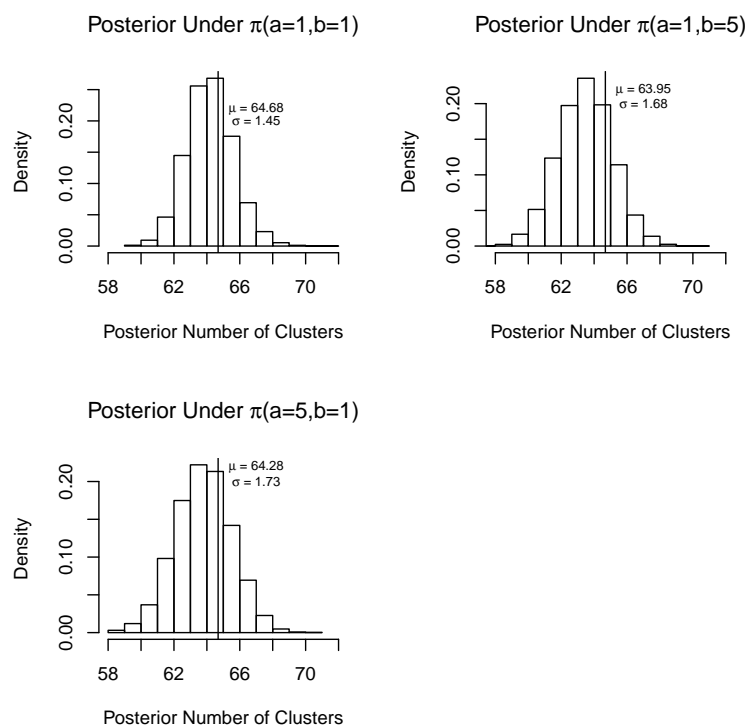 Posterior Under π(a=1,b=1)
μ = 64.68
σ = 1.45
Density
0.00
0.10
0.20
58
62
66
70
Posterior Number of Clusters
Posterior Under π(a=1,b=5)
μ = 63.95
σ = 1.68
Density
0.00
0.10
0.20
58
62
66
70
Posterior Number of Clusters
Posterior Under π(a=5,b=1)
μ = 64.28
σ = 1.73
Density
0.00
0.10
0.20
58
62
66
70
Posterior Number of Clusters